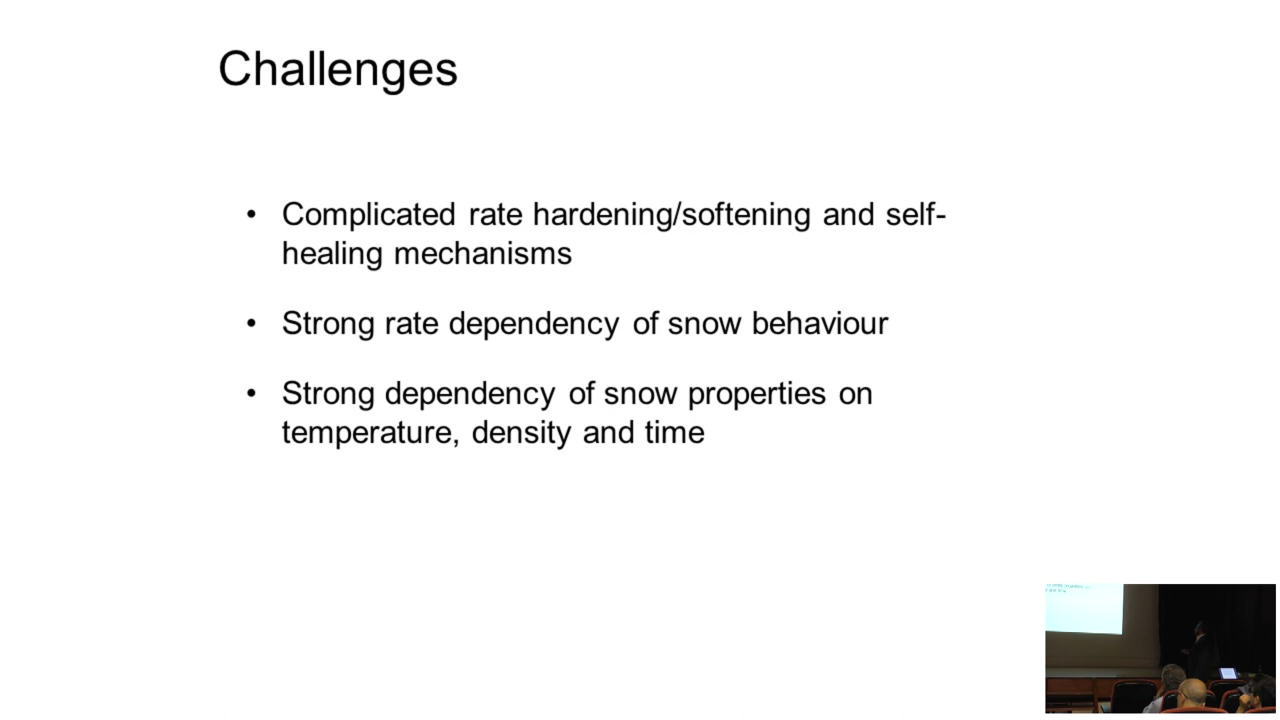 Challenges
• Complicated rate hardening/softening and self-
healing mechanisms
• Strong rate dependency of snow behaviour
• Strong dependency of snow properties on
temperature, density and time